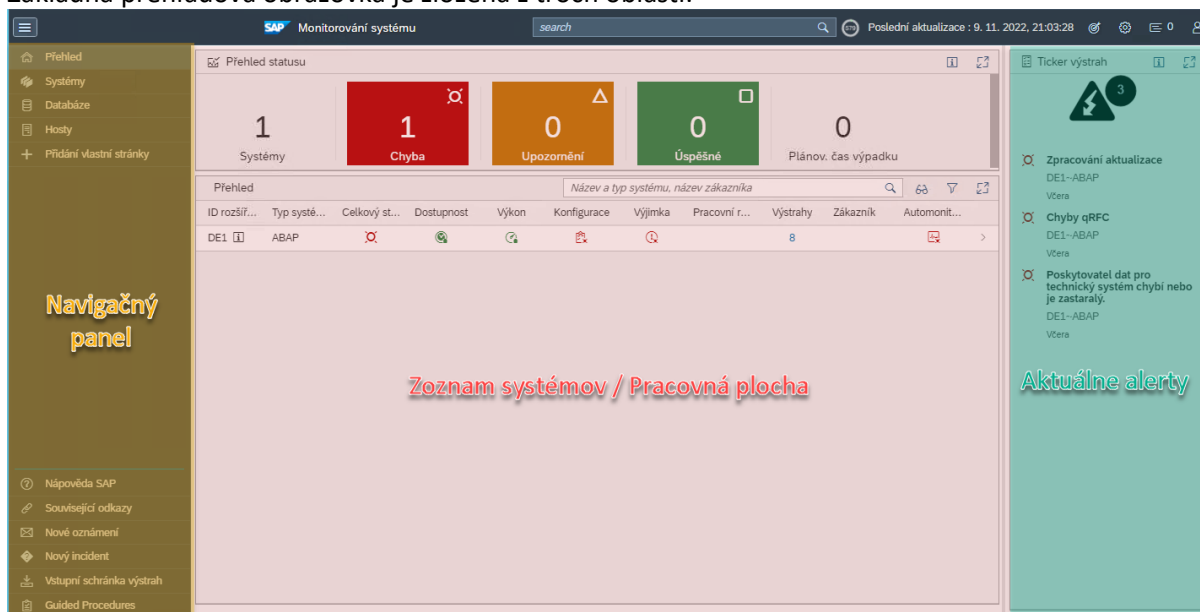 Základná prehľadová obrazovka je zložená z troch oblastí:
SAP Monitorování systému
search
Poslední aktualizace : 9. 11. 2022, 21:03:28
0
Přehled
Systémy
Databáze
Hosty
Přidání vlastní stránky
Navigačný
panel
Nápověda SAP
Související odkazy
Nové oznámení
Nový incident
Vstupní schránka výstrah
Guided Procedures
Přehled statusu
1
Systémy
1
Chyba
0
Upozornění
0
Úspěšné
0
Plánov. čas výpadku
Přehled
Název a typ systému, název zákazníka
ID rozšíř... Typ systé... Celkový st... Dostupnost Výkon Konfigurace Výjimka Pracovní r... Výstrahy Zákazník Automonit...
DE1 ABAP 8
Zoznam systémov / Pracovná plocha
Ticker výstrah
3
Zpracování aktualizace
DE1~ABAP
Včera
Chyby qRFC
DE1~ABAP
Včera
Poskytovatel dat pro
technický systém chybí nebo
je zastaralý.
DE1~ABAP
Včera
Aktuálne alerty